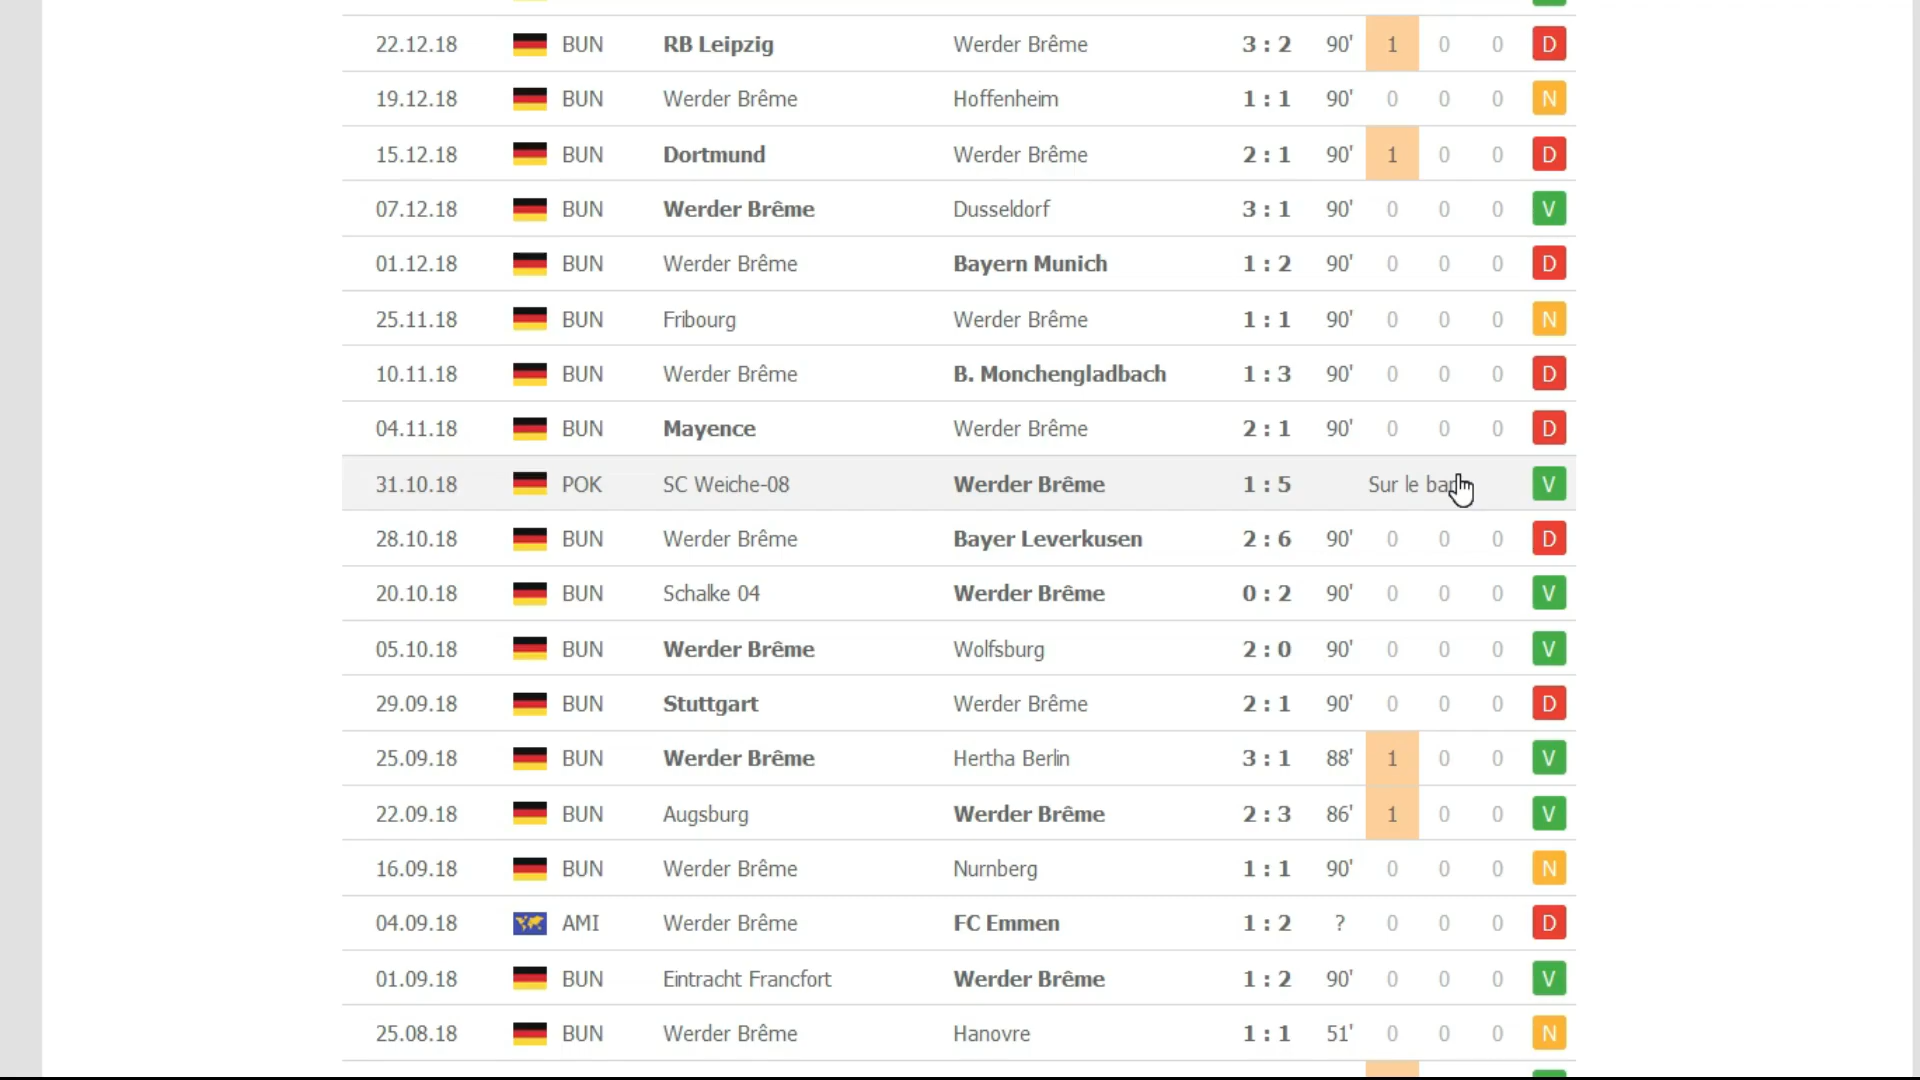 22.12.18 BUN RB Leipzig Werder Brême 3 : 2 90' 1 0 0 D
19.12.18 BUN Werder Brême Hoffenheim 1 : 1 90' 0 0 0 N
15.12.18 BUN Dortmund Werder Brême 2 : 1 90' 1 0 0 D
07.12.18 BUN Werder Brême Dusseldorf 3 : 1 90' 0 0 0 V
01.12.18 BUN Werder Brême Bayern Munich 1 : 2 90' 0 0 0 D
25.11.18 BUN Fribourg Werder Brême 1 : 1 90' 0 0 0 N
10.11.18 BUN Werder Brême B. Monchengladbach 1 : 3 90' 0 0 0 D
04.11.18 BUN Mayence Werder Brême 2 : 1 90' 0 0 0 D
31.10.18 POK SC Weiche-08 Werder Brême 1 : 5 Sur le V
28.10.18 BUN Werder Brême Bayer Leverkusen 2 : 6 90' 0 0 0 D
20.10.18 BUN Schalke 04 Werder Brême 0 : 2 90' 0 0 0 V
05.10.18 BUN Werder Brême Wolfsburg 2 : 0 90' 0 0 0 V
29.09.18 BUN Stuttgart Werder Brême 2 : 1 90' 0 0 0 D
25.09.18 BUN Werder Brême Hertha Berlin 3 : 1 88' 1 0 0 V
22.09.18 BUN Augsburg Werder Brême 2 : 3 86' 1 0 0 V
16.09.18 BUN Werder Brême Nurnberg 1 : 1 90' 0 0 0 N
04.09.18 AMI Werder Brême FC Emmen 1 : 2 ? 0 0 0 D
01.09.18 BUN Eintracht Francfort Werder Brême 1 : 2 90' 0 0 0 V
25.08.18 BUN Werder Brême Hanovre 1 : 1 51' 0 0 0 N